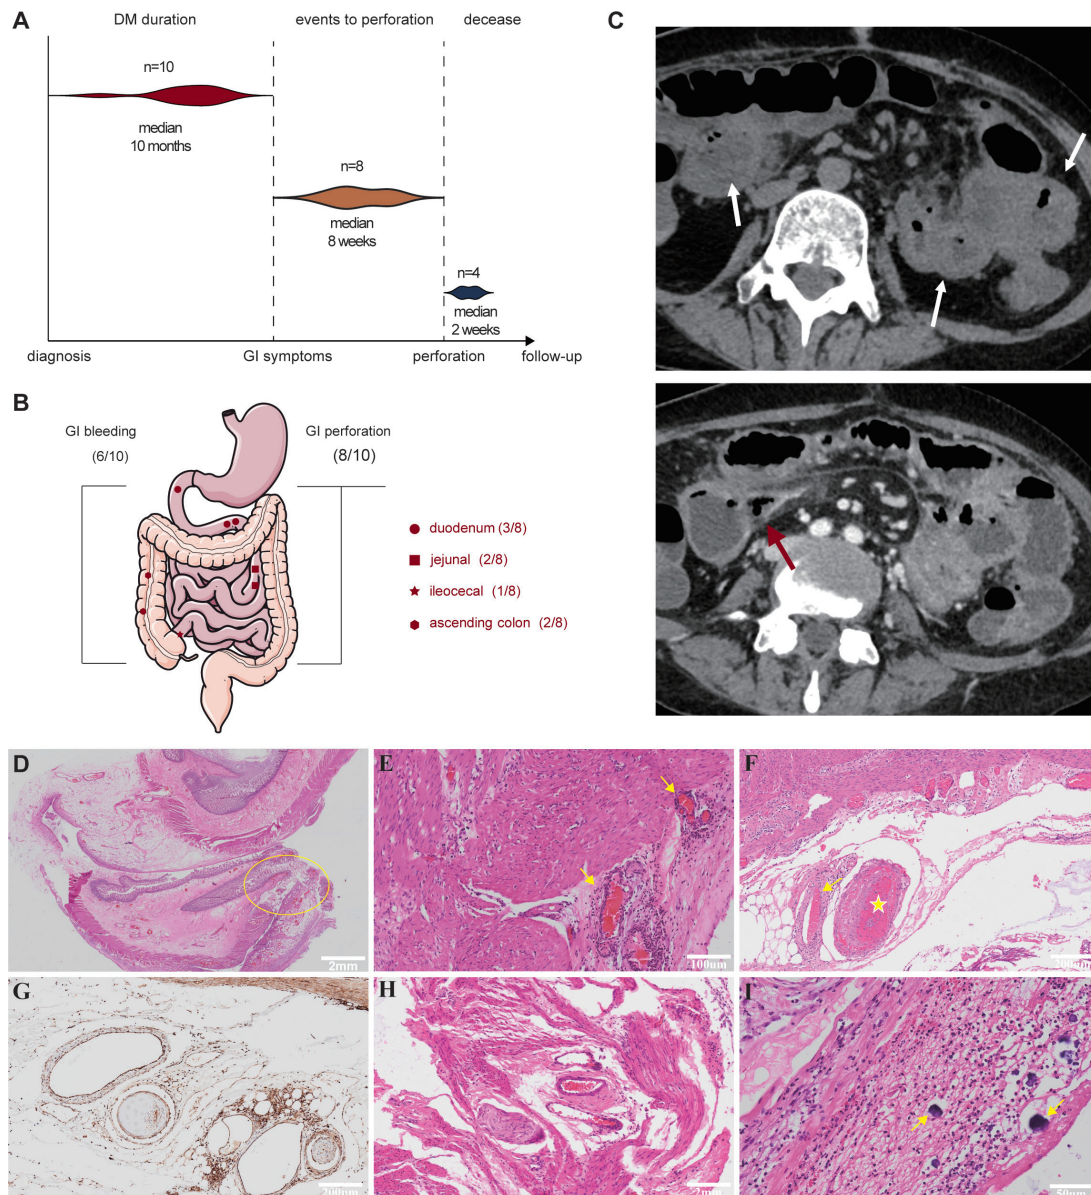 A
DM duration
events to perforation
decease
n=10
median
10 months
n=8
median
8 weeks
n=4
median
2 weeks
diagnosis
GI symptoms
perforation
follow-up
B
GI bleeding
(6/10)
GI perforation
(8/10)
duodenum (3/8)
jejunal (2/8)
ileocecal (1/8)
ascending colon (2/8)
C
D
2mm
E
100um
F
200um
G
200um
H
2mm
I
50um